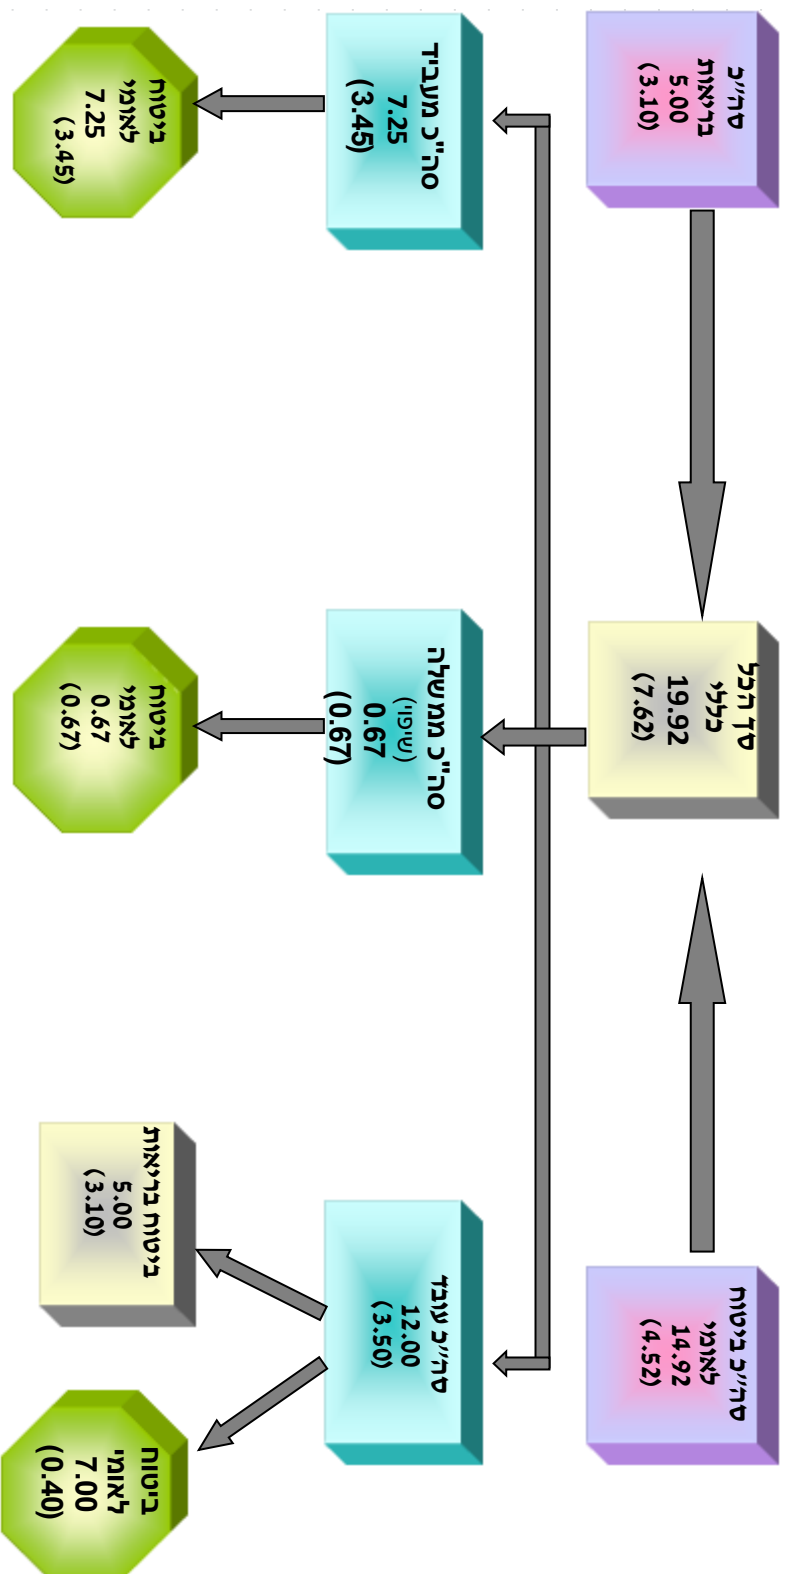 סה"כ ביטוח
לאומי
14.92
(4.52)
סך הכל
כללי
19.92
(7.62)
סה"כ
בריאות
5.00
(3.10)
סה"כ עובד
12.00
(3.50)
סה"כ ממשלה
(שיפוי)
0.67
(0.67)
סה"כ מעביד
7.25
(3.45)
ביטוח
לאומי
7.00
(0.40)
ביטוח בריאות
5.00
(3.10)
ביטוח
לאומי
0.67
(0.67)
ביטוח
לאומי
7.25
(3.45)